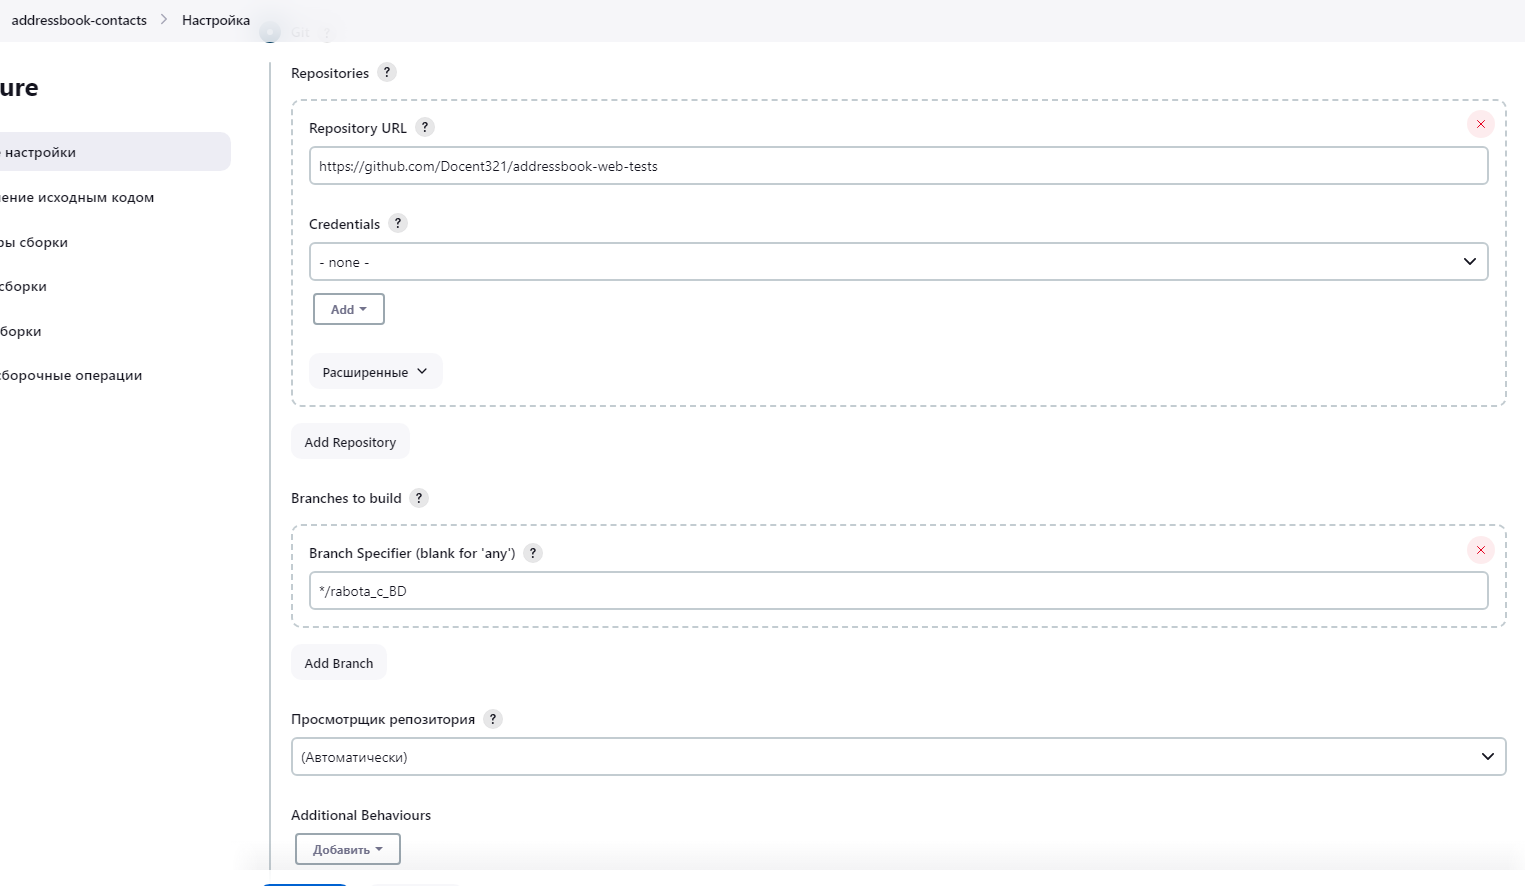 addressbook-contacts > Настройка
Git ?
ure
настройки
ение исходным кодом
ры сборки
сборки
борки
сборочные операции
Repositories ?
Repository URL ?
https://github.com/Docent321/addressbook-web-tests
Credentials ?
- none -
Add
Расширенные
Add Repository
Branches to build ?
Branch Specifier (blank for 'any') ?
*/rabota_c_BD
Add Branch
Просмотрщик репозитория ?
(Автоматически)
Additional Behaviours
Добавить